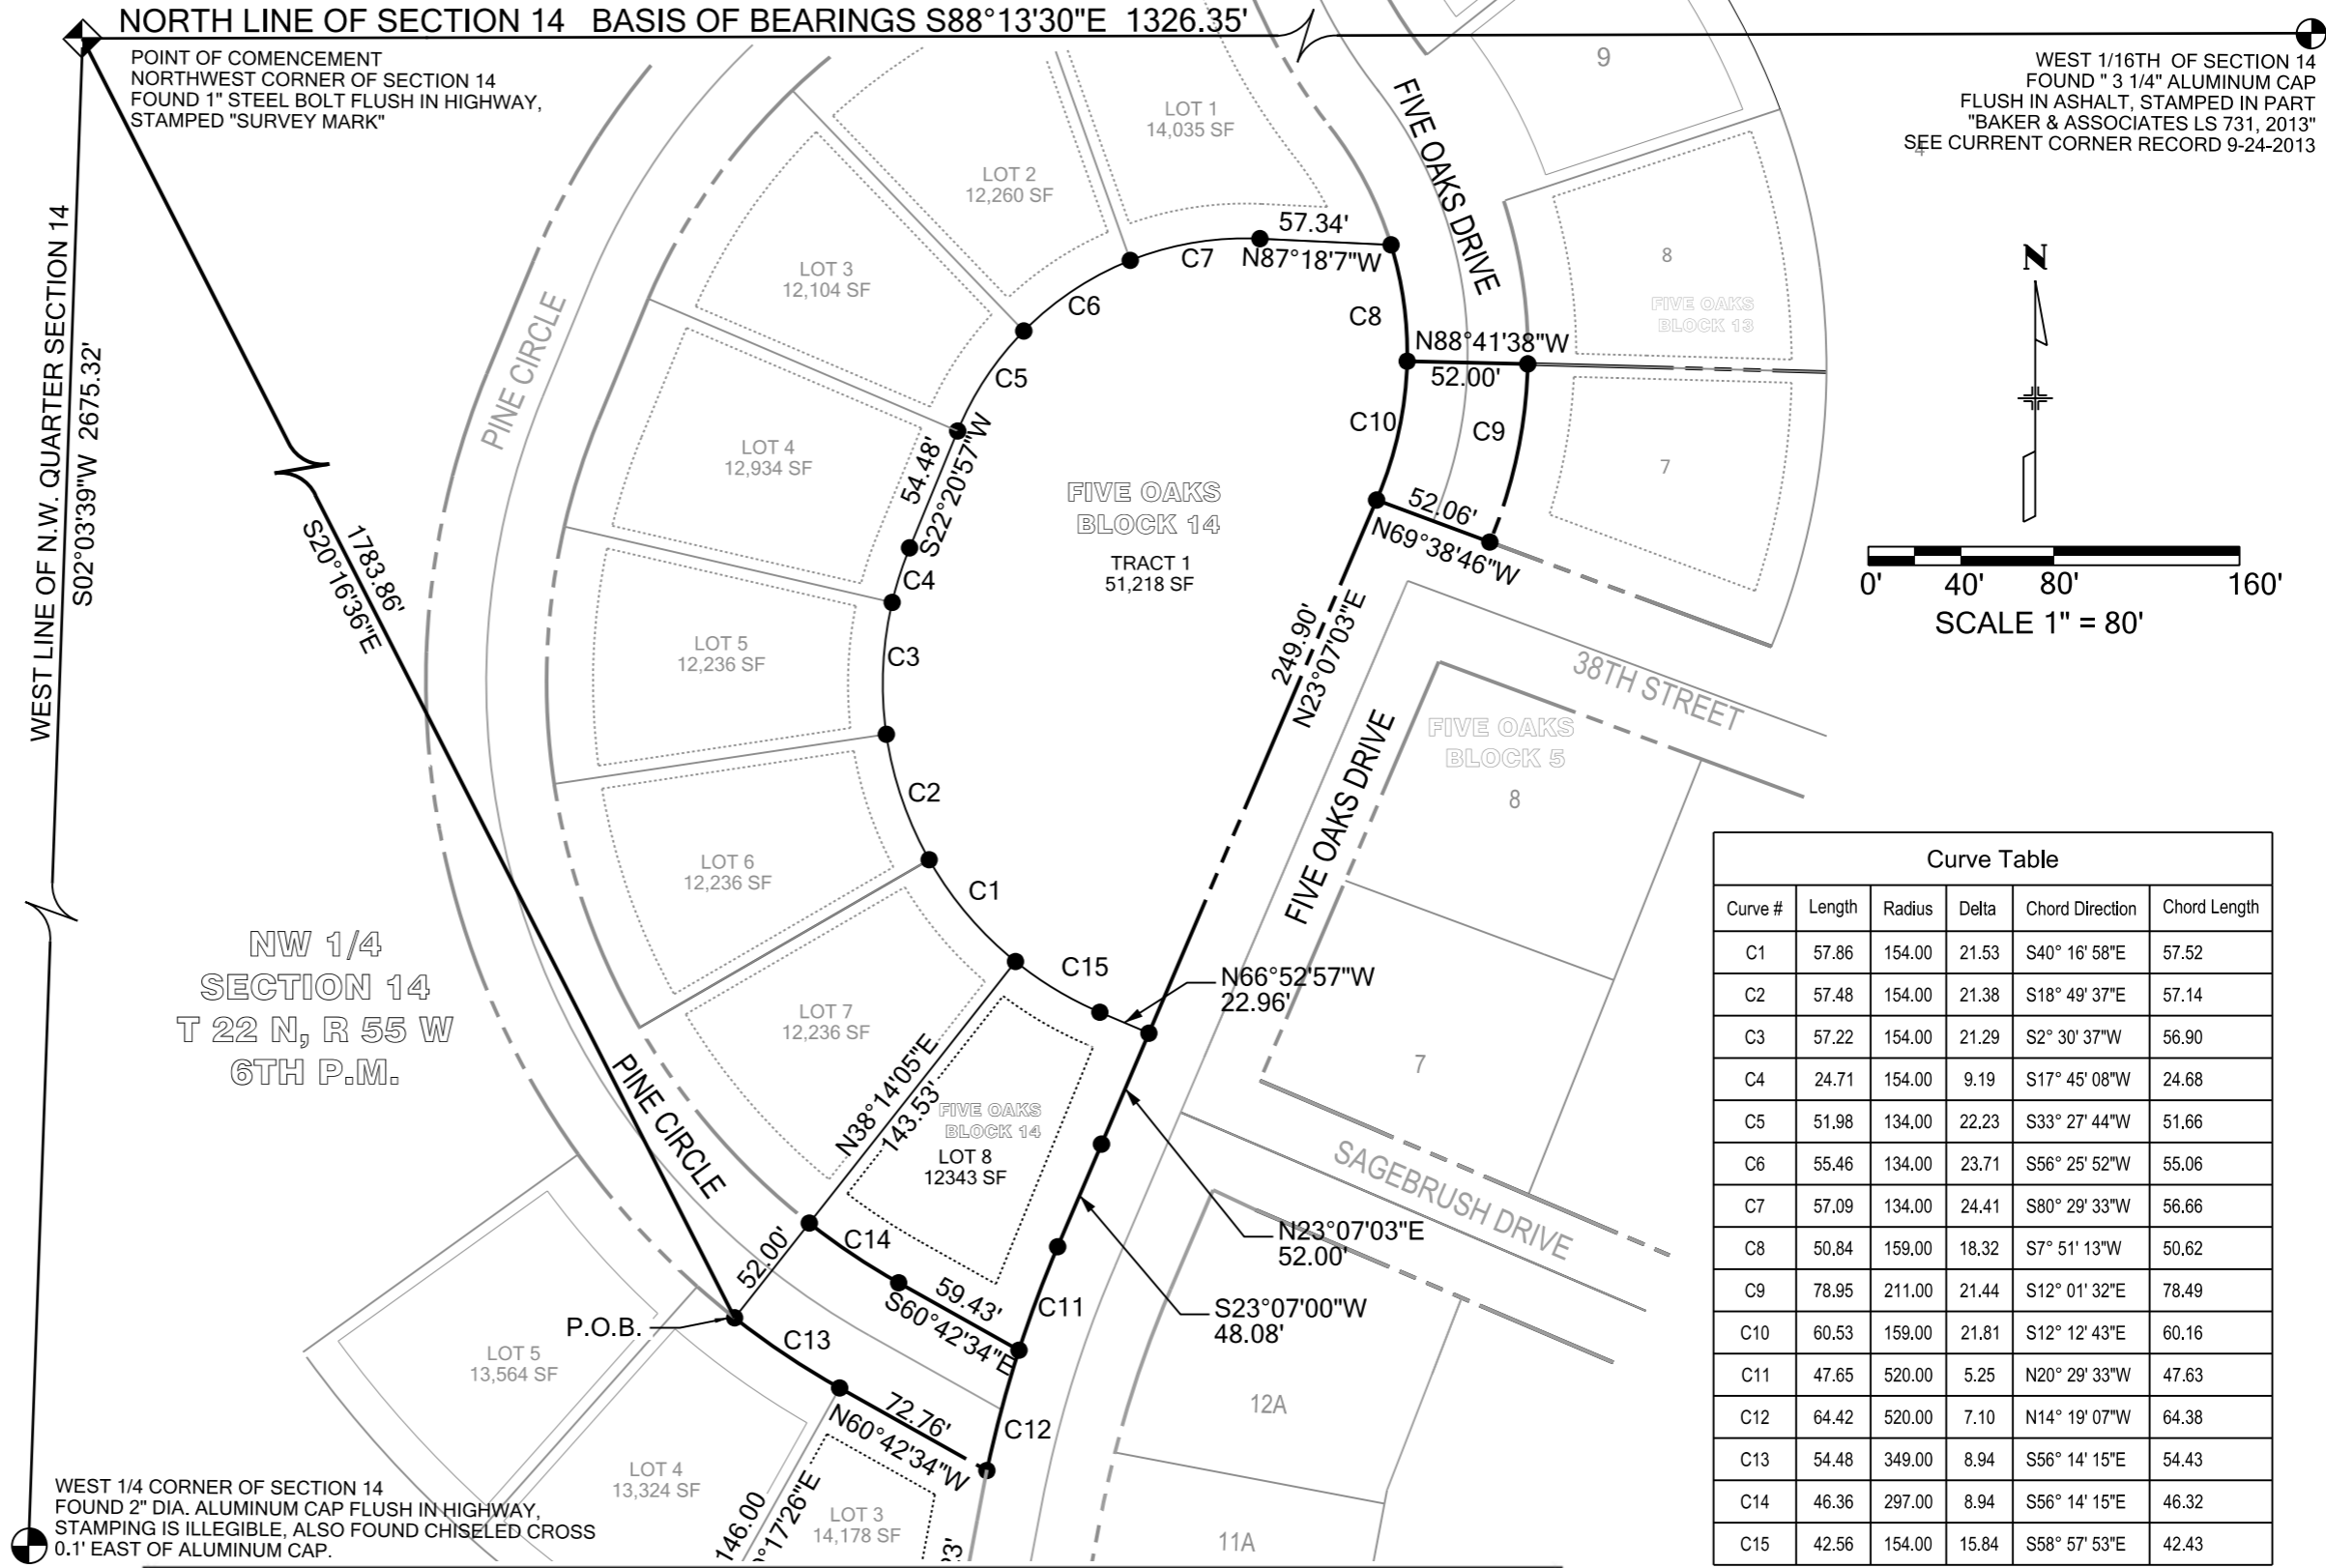 NORTH LINE OF SECTION 14 BASIS OF BEARINGS S88°13'30"E 1326.35'
POINT OF COMENCEMENT
NORTHWEST CORNER OF SECTION 14
FOUND 1" STEEL BOLT FLUSH IN HIGHWAY,
STAMPED "SURVEY MARK"
WEST 1/16TH OF SECTION 14
FOUND " 3 1/4" ALUMINUM CAP
FLUSH IN ASHALT, STAMPED IN PART
"BAKER & ASSOCIATES LS 731, 2013"
SEE CURRENT CORNER RECORD 9-24-2013
4
WEST LINE OF N.W. QUARTER SECTION 14
S02°03'39"W 2675.32'
1783.86'
S20°16'36"E
PINE CIRCLE
LOT 1
14,035 SF
LOT 2
12,260 SF
LOT 3
12,104 SF
LOT 4
12,934 SF
LOT 5
12,236 SF
LOT 6
12,236 SF
LOT 7
12,236 SF
FIVE OAKS DRIVE
9
8
FIVE OAKS
BLOCK 13
7
57.34'
N87°18'7"W
C7
C6
C5
C8
N88°41'38"W
52.00'
C10
C9
54.48'
S22°20'57"W
C4
C3
C2
C1
C15
FIVE OAKS
BLOCK 14
TRACT 1
51,218 SF
52.06'
N69°38'46"W
249.90'
N23°07'03"E
N
0' 40' 80' 160'
SCALE 1" = 80'
38TH STREET
FIVE OAKS
BLOCK 5
8
7
FIVE OAKS DRIVE
N66°52'57"W
22.96'
NW 1/4
SECTION 14
T 22 N, R 55 W
6TH P.M.
PINE CIRCLE
N38°14'05"E
143.53'
FIVE OAKS
BLOCK 14
LOT 8
12343 SF
SAGEBRUSH DRIVE
N23°07'03"E
52.00'
S23°07'00"W
48.08'
52.00'
C14
59.43'
S60°42'34"E
C11
P.O.B.
C13
72.76'
N60°42'34"W
C12
LOT 5
13,564 SF
LOT 4
13,324 SF
LOT 3
14,178 SF
146.00
°17'26"E
33'
12A
11A
WEST 1/4 CORNER OF SECTION 14
FOUND 2" DIA. ALUMINUM CAP FLUSH IN HIGHWAY,
STAMPING IS ILLEGIBLE, ALSO FOUND CHISELED CROSS
0.1' EAST OF ALUMINUM CAP.
Curve Table
Curve # Length Radius Delta Chord Direction Chord Length
C1 57.86 154.00 21.53 S40° 16' 58"E 57.52
C2 57.48 154.00 21.38 S18° 49' 37"E 57.14
C3 57.22 154.00 21.29 S2° 30' 37"W 56.90
C4 24.71 154.00 9.19 S17° 45' 08"W 24.68
C5 51.98 134.00 22.23 S33° 27' 44"W 51.66
C6 55.46 134.00 23.71 S56° 25' 52"W 55.06
C7 57.09 134.00 24.41 S80° 29' 33"W 56.66
C8 50.84 159.00 18.32 S7° 51' 13"W 50.62
C9 78.95 211.00 21.44 S12° 01' 32"E 78.49
C10 60.53 159.00 21.81 S12° 12' 43"E 60.16
C11 47.65 520.00 5.25 N20° 29' 33"W 47.63
C12 64.42 520.00 7.10 N14° 19' 07"W 64.38
C13 54.48 349.00 8.94 S56° 14' 15"E 54.43
C14 46.36 297.00 8.94 S56° 14' 15"E 46.32
C15 42.56 154.00 15.84 S58° 57' 53"E 42.43